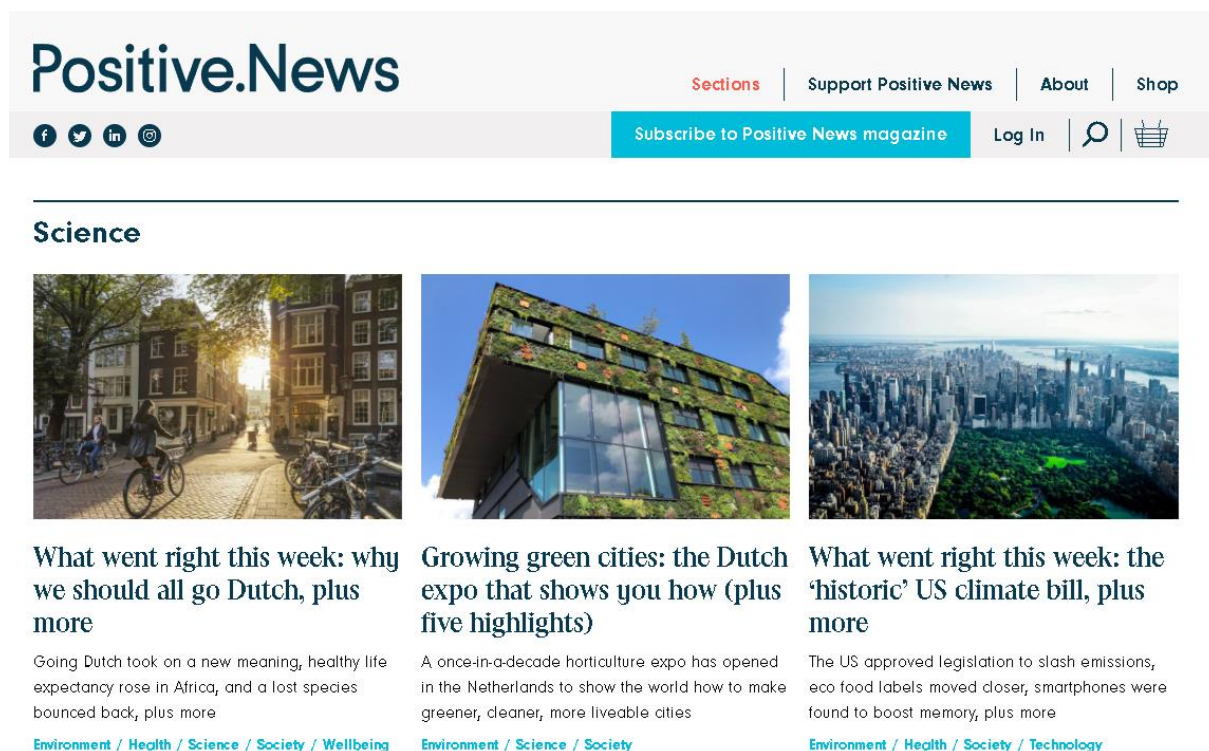 Positive.News
Sections
Support Positive News
About
Shop
Subscribe to Positive News magazine
Log In
Science
What went right this week: why
we should all go Dutch, plus
more
Going Dutch took on a new meaning, healthy life
expectancy rose in Africa, and a lost species
bounced back, plus more
Environment / Health / Science / Society / Wellbeing
Growing green cities: the Dutch
expo that shows you how (plus
five highlights)
A once-in-a-decade horticulture expo has opened
in the Netherlands to show the world how to make
greener, cleaner, more liveable cities
Environment / Science / Society
What went right this week: the
‘historic’ US climate bill, plus
more
The US approved legislation to slash emissions,
eco food labels moved closer, smartphones were
found to boost memory, plus more
Environment / Health / Society / Technology